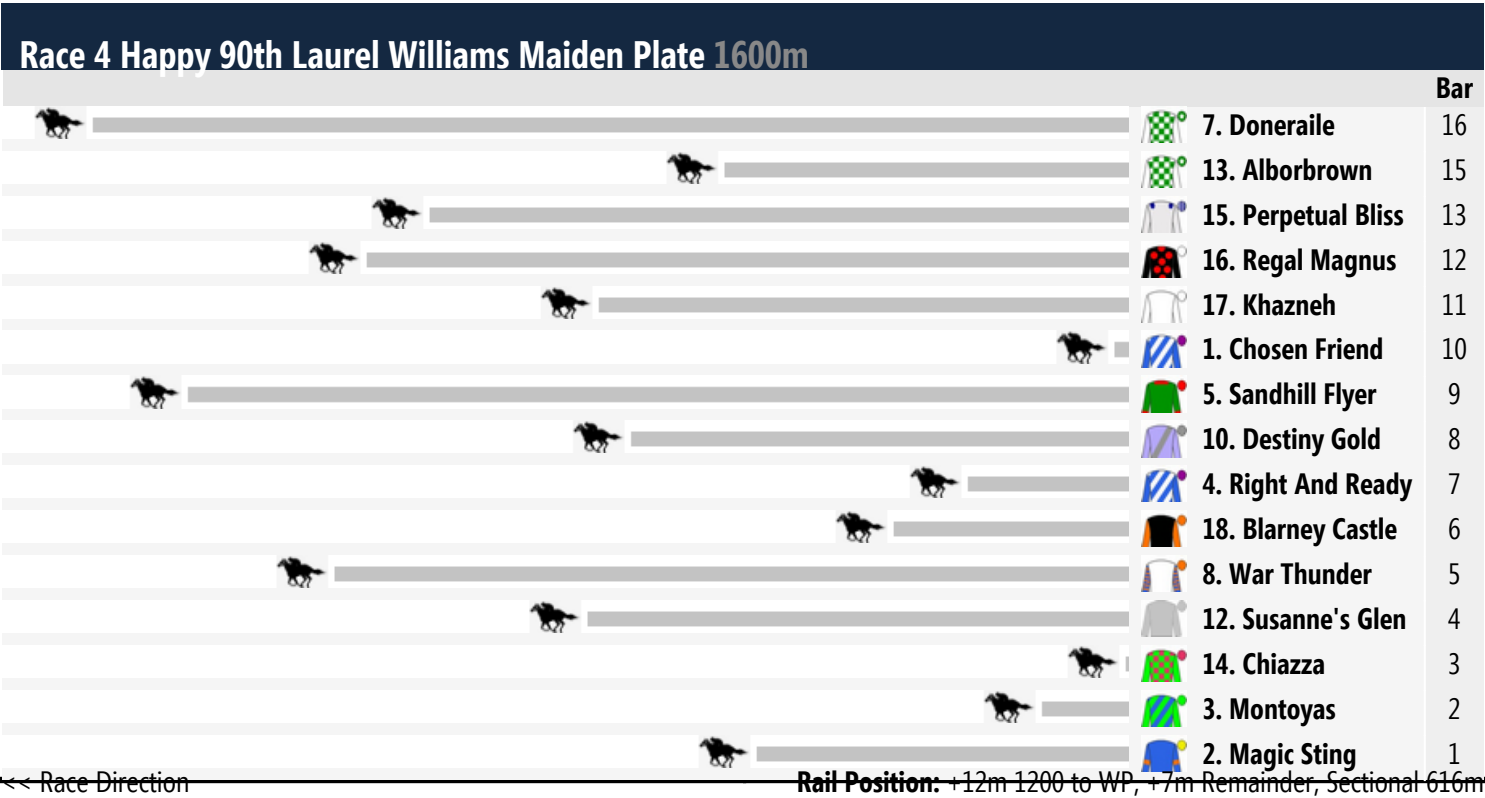 Race 4 Happy 90th Laurel Williams Maiden Plate 1600m
Bar
7. Doneraile 16
13. Alborbrown 15
15. Perpetual Bliss 13
16. Regal Magnus 12
17. Khazneh 11
1. Chosen Friend 10
5. Sandhill Flyer 9
10. Destiny Gold 8
4. Right And Ready 7
18. Blarney Castle 6
8. War Thunder 5
12. Susanne's Glen 4
14. Chiazza 3
3. Montoyas 2
2. Magic Sting 1
<< Race Direction Rail Position: +12m 1200 to WP, +7m Remainder, Sectional 616m